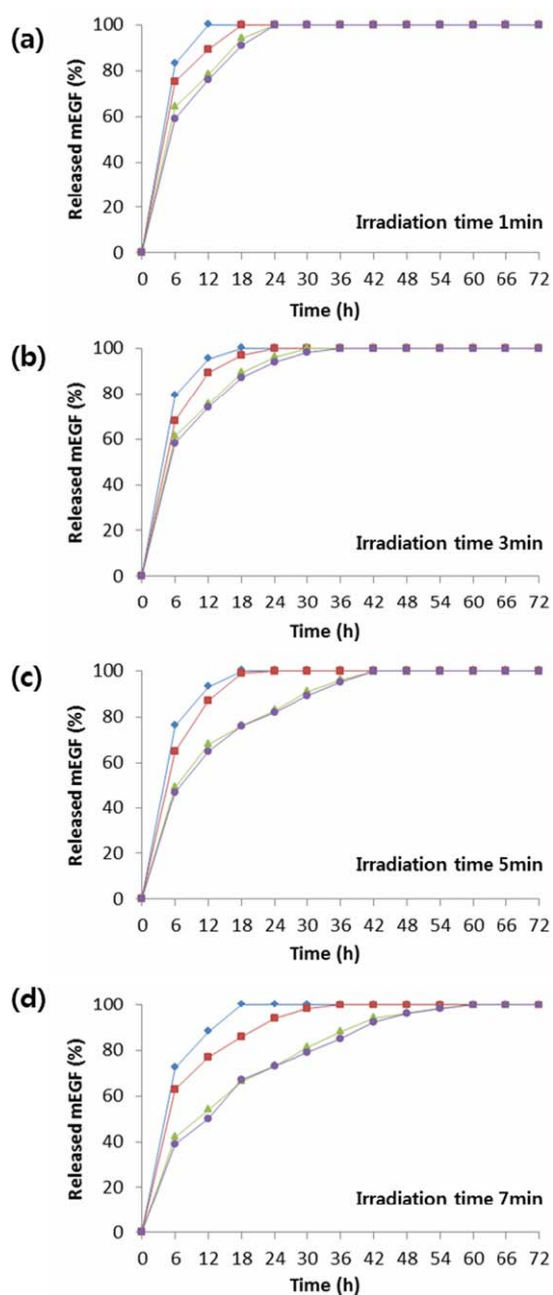 (a)
Released mEGF (%)
100
80
60
40
20
0
Irradiation time 1min
0 6 12 18 24 30 36 42 48 54 60 66 72
Time (h)
(b)
Released mEGF (%)
100
80
60
40
20
0
Irradiation time 3min
0 6 12 18 24 30 36 42 48 54 60 66 72
Time (h)
(c)
Released mEGF (%)
100
80
60
40
20
0
Irradiation time 5min
0 6 12 18 24 30 36 42 48 54 60 66 72
Time (h)
(d)
Released mEGF (%)
100
80
60
40
20
0
Irradiation time 7min
0 6 12 18 24 30 36 42 48 54 60 66 72
Time (h)